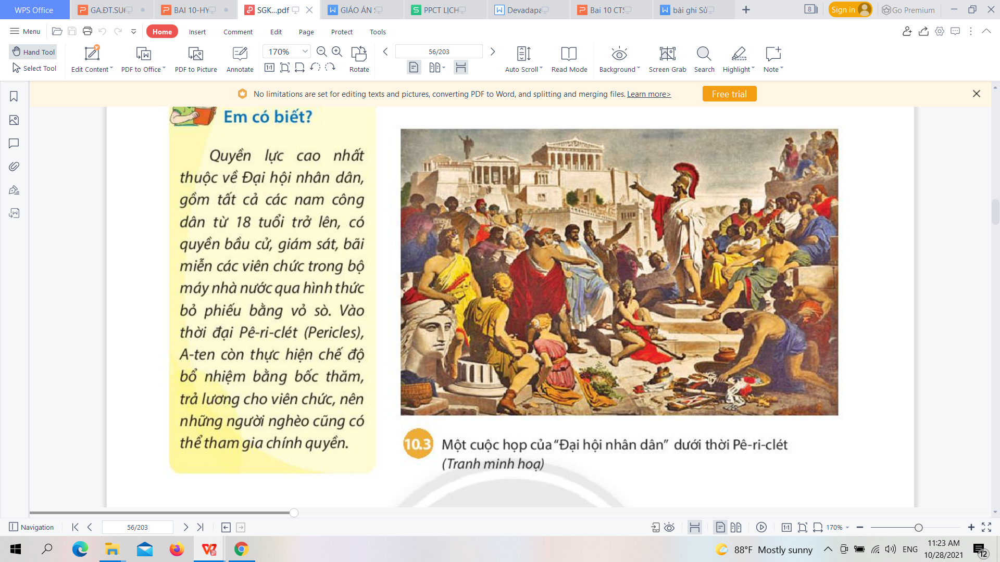 WPS Office
GA.ĐT.SU6
BAI 10-HY
SGK...pdf
GIÁO ÁN S
PPCT LỊCH
Devadapa
Bai 10 CTS
bài ghi Sử
8
Sign in
Go Premium
Menu
Home
Insert
Comment
Edit
Page
Protect
Tools
Hand Tool
Select Tool
Edit Content
PDF to Office
PDF to Picture
Annotate
170%
1:1
Rotate
56/203
Auto Scroll
Read Mode
Background
Screen Grab
Search
Highlight
Note
No limitations are set for editing texts and pictures, converting PDF to Word, and splitting and merging files. Learn more>
Free trial
Em có biết?
Quyền lực cao nhất
thuộc về Đại hội nhân dân,
gồm tất cả các nam công
dân từ 18 tuổi trở lên, có
quyền bầu cử, giám sát, bãi
miễn các viên chức trong bộ
máy nhà nước qua hình thức
bỏ phiếu bằng vỏ sò. Vào
thời đại Pê-ri-clét (Pericles),
A-ten còn thực hiện chế độ
bổ nhiệm bằng bốc thăm,
trả lương cho viên chức, nên
những người nghèo cũng có
thể tham gia chính quyền.
10.3 Một cuộc họp của “Đại hội nhân dân” dưới thời Pê-ri-clét
(Tranh minh hoạ)
Navigation
56/203
1:1
170%
88°F Mostly sunny
ENG
11:23 AM
10/28/2021
12